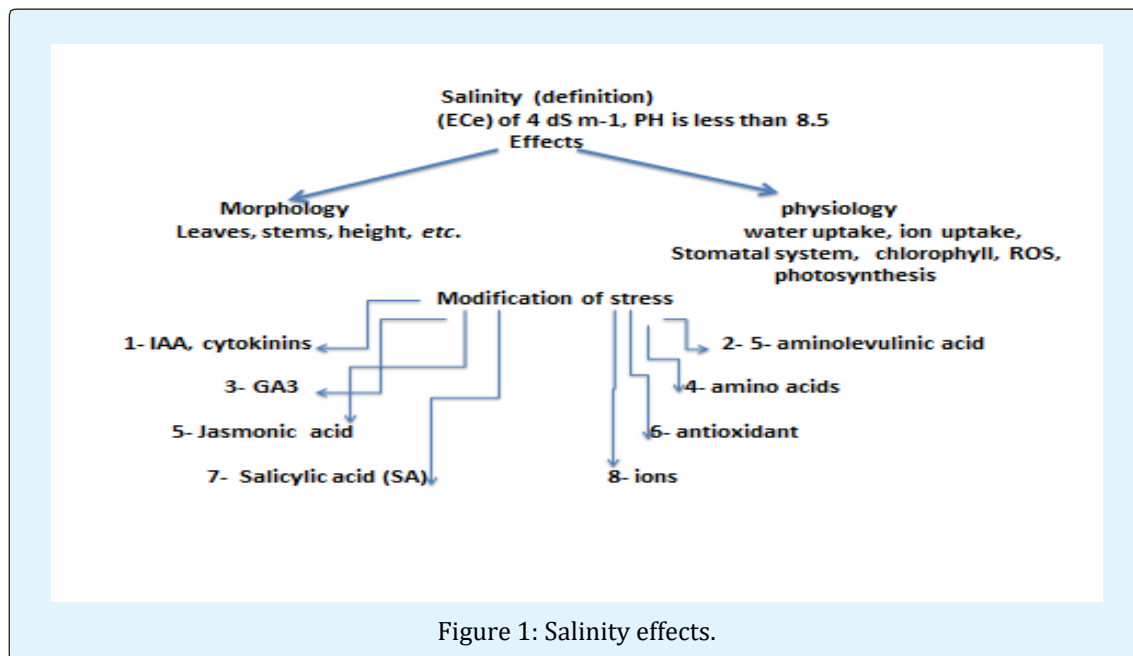 Salinity (definition)
(ECe) of 4 dS m-1, PH is less than 8.5
Effects
Morphology
Leaves, stems, height, etc.
physiology
water uptake, ion uptake,
Stomatal system, chlorophyll, ROS,
photosynthesis
Modification of stress
1- IAA, cytokinins
2- 5- aminolevulinic acid
3- GA3
4- amino acids
5- Jasmonic acid
6- antioxidant
7- Salicylic acid (SA)
8- ions
Figure 1: Salinity effects.